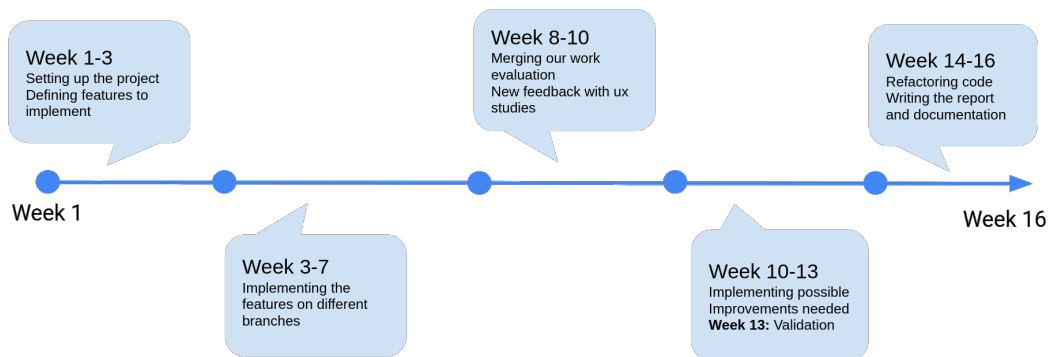 Week 1-3
Setting up the project
Defining features to
implement
Week 8-10
Merging our work
evaluation
New feedback with ux
studies
Week 14-16
Refactoring code
Writing the report
and documentation
Week 1
Week 16
Week 3-7
Implementing the
features on different
branches
Week 10-13
Implementing possible
Improvements needed
Week 13: Validation